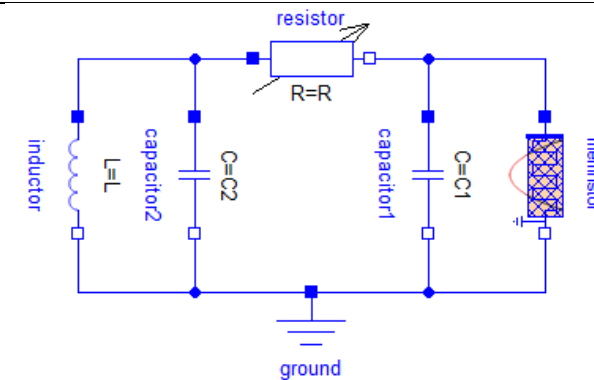 resistor
R=R
inductor
L=L
capacitor2
C=C2
capacitor1
C=C1
ground